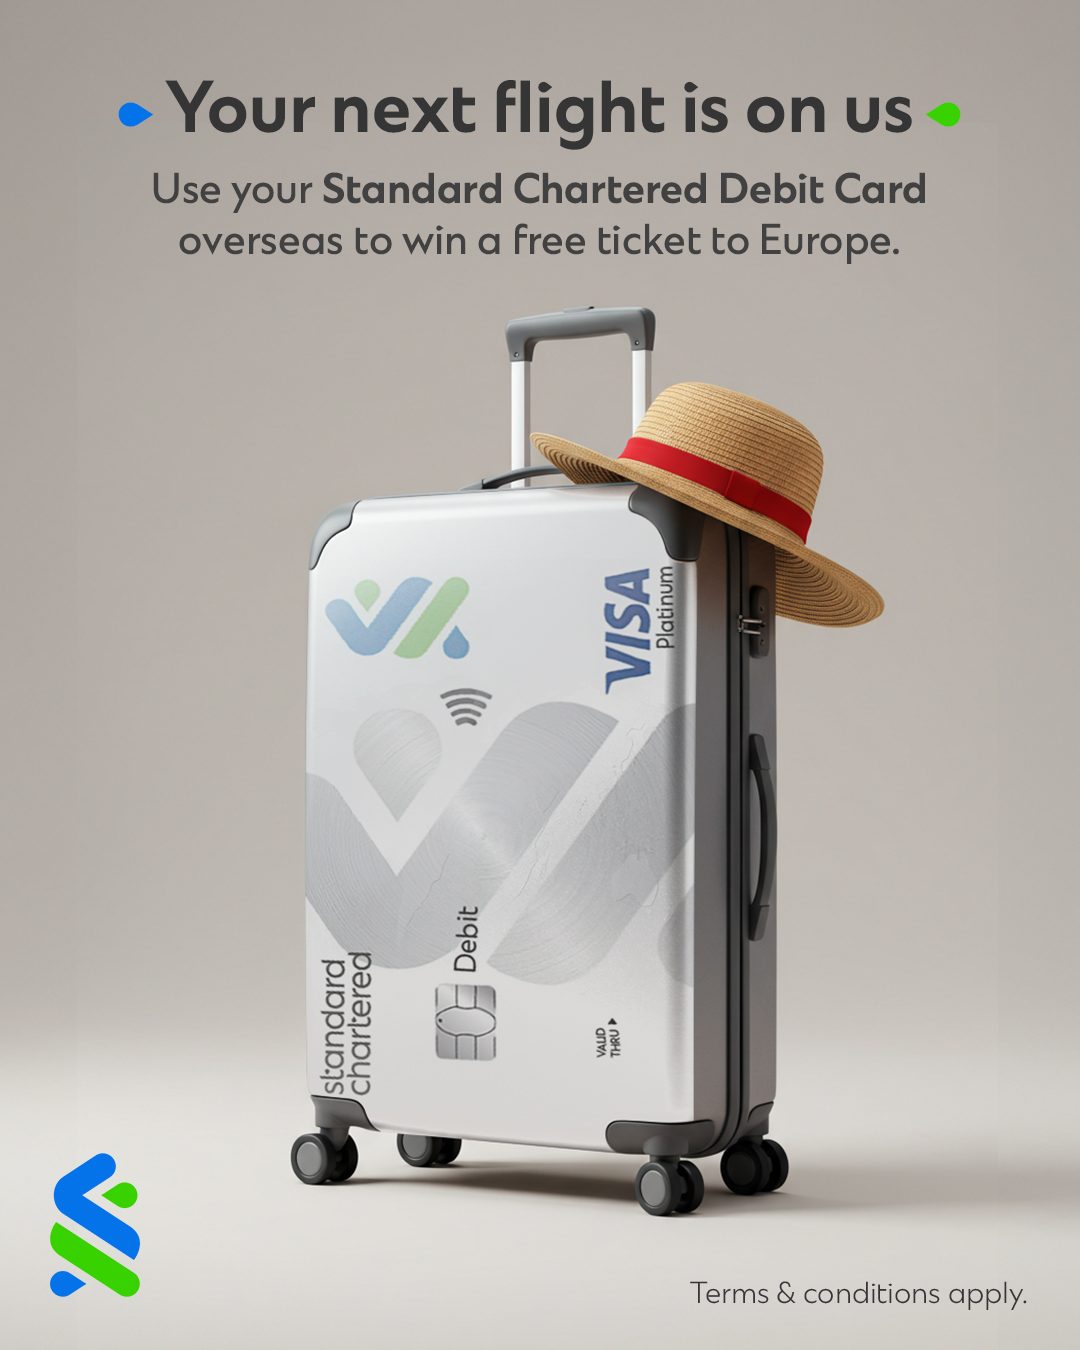 Your next flight is on us
Use your Standard Chartered Debit Card
overseas to win a free ticket to Europe.
VISA
Platinum
Debit
standard
chartered
VALID
THRU
Terms & conditions apply.